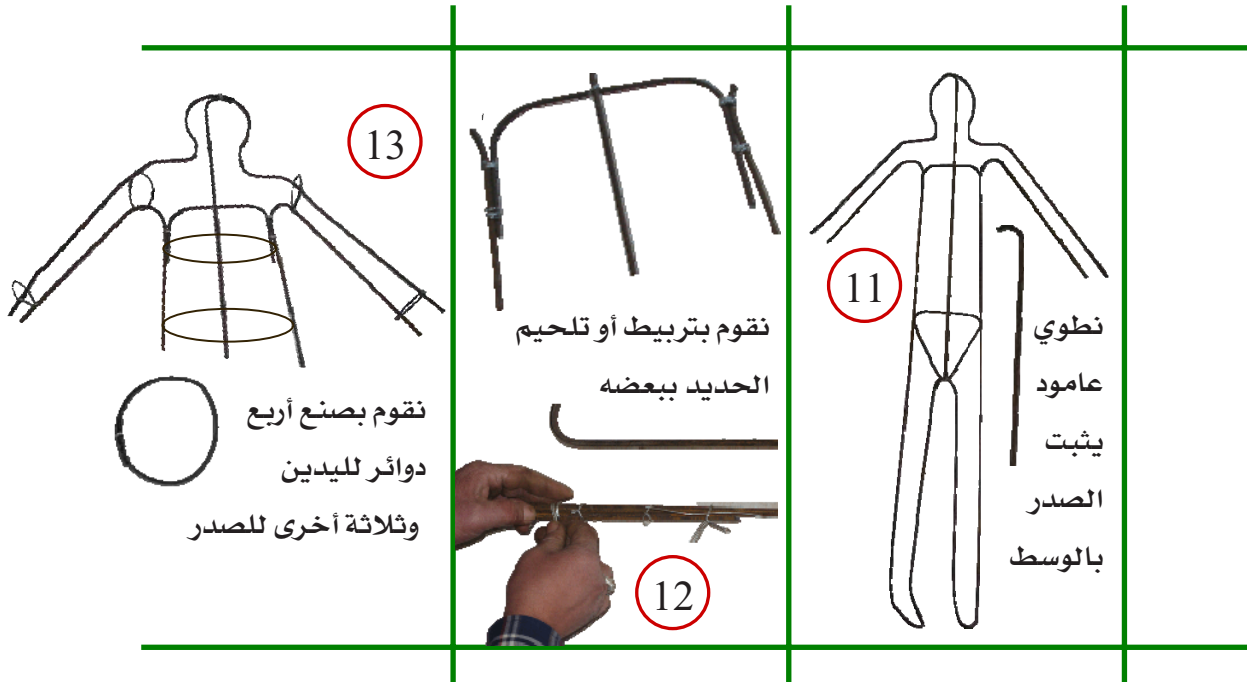 11
نطوي
عامود
يثبت
الصدر
بالوسط
نقوم بتربيط أو تلحيم
الحديد ببعضه
12
13
نقوم بصنع أربع
دوائر لليدين
وثلاثة أخرى للصدر